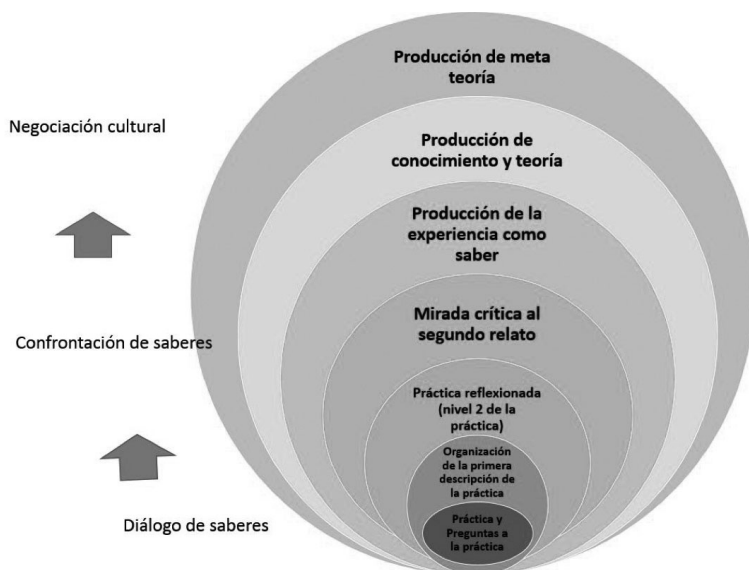 Producción de meta
teoría
Negociación cultural
Producción de
conocimiento y teoría
Producción de la
experiencia como
saber
Mirada crítica al
segundo relato
Confrontación de saberes
Práctica reflexionada
(nivel 2 de la
práctica)
Organización
de la primera
descripción de
la práctica
Diálogo de saberes
Práctica y
Preguntas a
la práctica